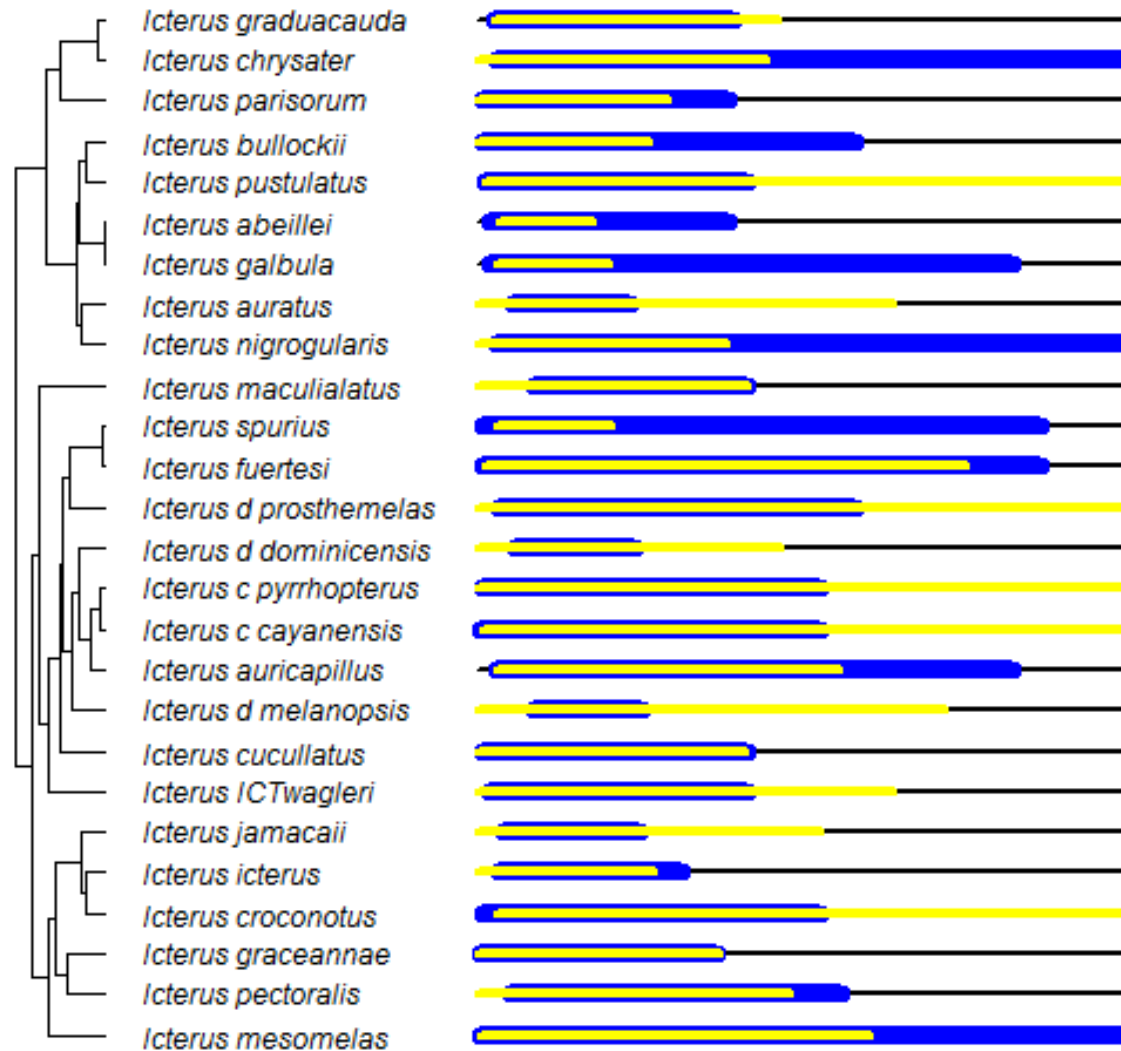 Icterus graduacauda
Icterus chrysater
Icterus parisorum
Icterus bullockii
Icterus pustulatus
Icterus abeillei
Icterus galbula
Icterus auratus
Icterus nigrogularis
Icterus maculialatus
Icterus spurius
Icterus fuertesi
Icterus d prosthemelas
Icterus d dominicensis
Icterus c pyrrhopterus
Icterus c cayanensis
Icterus auricapillus
Icterus d melanopsis
Icterus cucullatus
Icterus ICTwagleri
Icterus jamacaii
Icterus icterus
Icterus croconotus
Icterus graceannae
Icterus pectoralis
Icterus mesomelas